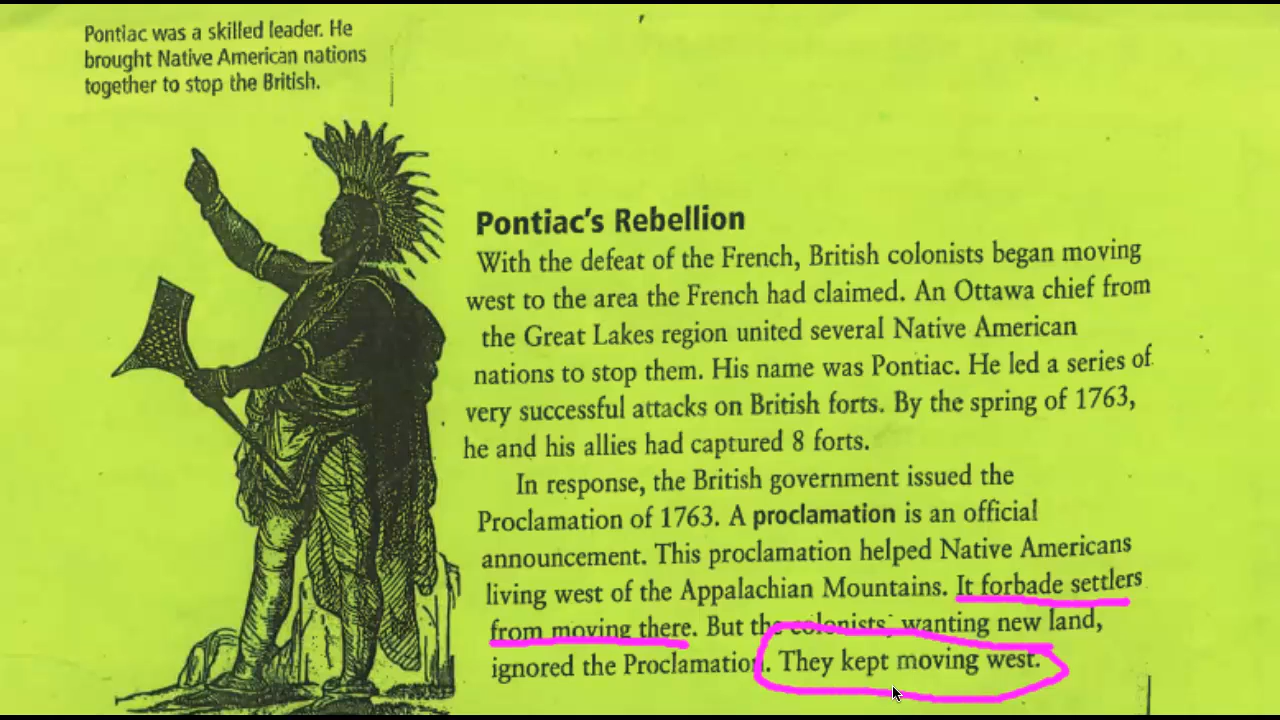 Pontiac was a skilled leader. He
brought Native American nations
together to stop the British.
Pontiac's Rebellion
With the defeat of the French, British colonists began moving
west to the area the French had claimed. An Ottawa chief from
the Great Lakes region united several Native American
nations to stop them. His name was Pontiac. He led a series of
very successful attacks on British forts. By the spring of 1763,
he and his allies had captured 8 forts.
In response, the British government issued the
Proclamation of 1763. A proclamation is an official
announcement. This proclamation helped Native Americans
living west of the Appalachian Mountains. It forbade settlers
from moving there. But the colonists, wanting new land,
ignored the Proclamation. They kept moving west.